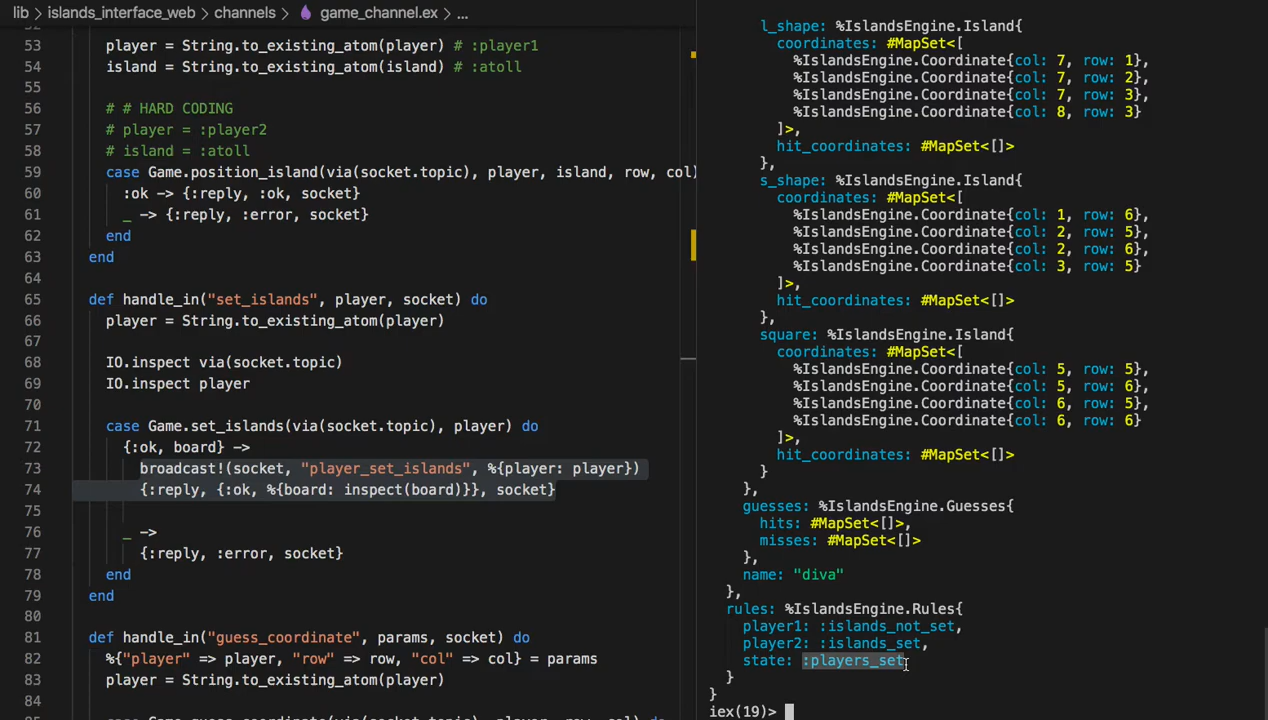 lib > islands_interface_web > channels > game_channel.ex > ...
53 player = String.to_existing_atom(player) # :player1
54 island = String.to_existing_atom(island) # :atoll
55
56 # # HARD CODING
57 # player = :player2
58 # island = :atoll
59 case Game.position_island(via(socket.topic), player, island, row, col)
60 :ok -> {:reply, :ok, socket}
61 _ -> {:reply, :error, socket}
62 end
63 end
64
65 def handle_in("set_islands", player, socket) do
66 player = String.to_existing_atom(player)
67
68 IO.inspect via(socket.topic)
69 IO.inspect player
70
71 case Game.set_islands(via(socket.topic), player) do
72 {:ok, board} ->
73 broadcast!(socket, "player_set_islands", %{player: player})
74 {:reply, {:ok, %{board: inspect(board)}}, socket}
75
76 _ ->
77 {:reply, :error, socket}
78 end
79 end
80
81 def handle_in("guess_coordinate", params, socket) do
82 %{"player" => player, "row" => row, "col" => col} = params
83 player = String.to_existing_atom(player)
84
l_shape: %IslandsEngine.Island{
coordinates: #MapSet<[
%IslandsEngine.Coordinate{col: 7, row: 1},
%IslandsEngine.Coordinate{col: 7, row: 2},
%IslandsEngine.Coordinate{col: 7, row: 3},
%IslandsEngine.Coordinate{col: 8, row: 3}
]>,
hit_coordinates: #MapSet<[]>
},
s_shape: %IslandsEngine.Island{
coordinates: #MapSet<[
%IslandsEngine.Coordinate{col: 1, row: 6},
%IslandsEngine.Coordinate{col: 2, row: 5},
%IslandsEngine.Coordinate{col: 2, row: 6},
%IslandsEngine.Coordinate{col: 3, row: 5}
]>,
hit_coordinates: #MapSet<[]>
},
square: %IslandsEngine.Island{
coordinates: #MapSet<[
%IslandsEngine.Coordinate{col: 5, row: 5},
%IslandsEngine.Coordinate{col: 5, row: 6},
%IslandsEngine.Coordinate{col: 6, row: 5},
%IslandsEngine.Coordinate{col: 6, row: 6}
]>,
hit_coordinates: #MapSet<[]>
}
},
guesses: %IslandsEngine.Guesses{
hits: #MapSet<[]>,
misses: #MapSet<[]>
},
name: "diva"
},
rules: %IslandsEngine.Rules{
player1: :islands_not_set,
player2: :islands_set,
state: :players_set
}
}
iex(19)>